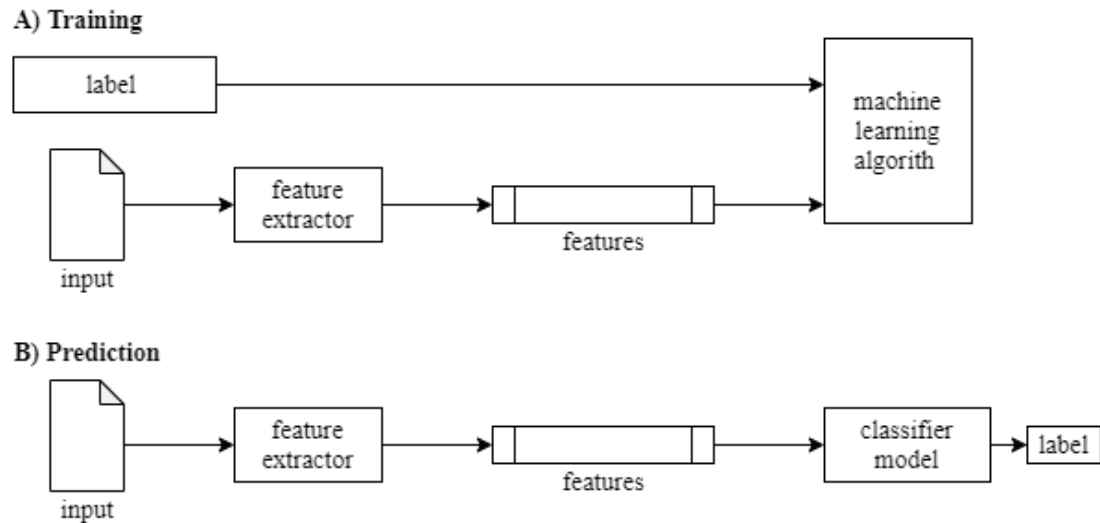 A) Training
label
machine
learning
algorith
feature
extractor
features
input
B) Prediction
feature
extractor
features
classifier
model
label
input